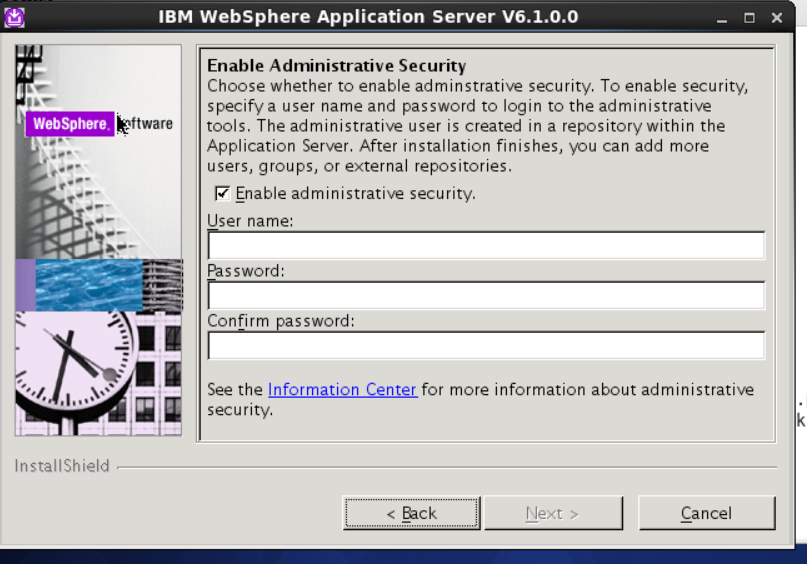 IBM WebSphere Application Server V6.1.0.0
WebSphere. oftware
Enable Administrative Security
Choose whether to enable adminstrative security. To enable security,
specify a user name and password to login to the administrative
tools. The administrative user is created in a repository within the
Application Server. After installation finishes, you can add more
users, groups, or external repositories.
Enable administrative security.
User name:
Password:
Confirm password:
See the Information Center for more information about administrative
security.
InstallShield
< Back
Next >
Cancel